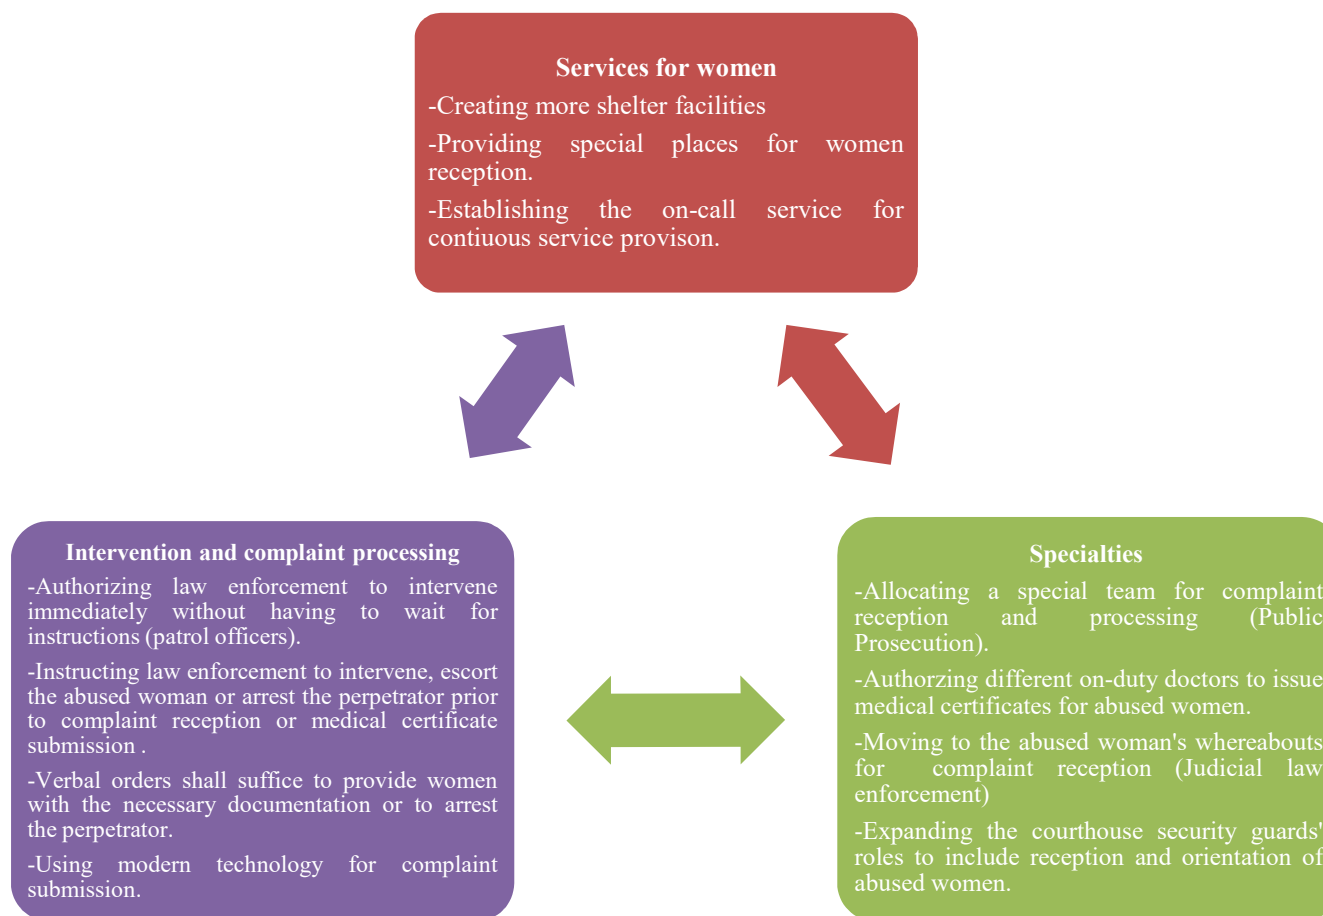 Services for women
-Creating more shelter facilities
-Providing special places for women
reception.
-Establishing the on-call service for
contiuous service provison.
Intervention and complaint processing
-Authorizing law enforcement to intervene
immediately without having to wait for
instructions (patrol officers).
-Instructing law enforcement to intervene, escort
the abused woman or arrest the perpetrator prior
to complaint reception or medical certificate
submission .
-Verbal orders shall suffice to provide women
with the necessary documentation or to arrest
the perpetrator.
-Using modern technology for complaint
submission.
Specialties
-Allocating a special team for complaint
reception and processing (Public
Prosecution).
-Authorzing different on-duty doctors to issue
medical certificates for abused women.
-Moving to the abused woman's whereabouts
for complaint reception (Judicial law
enforcement)
-Expanding the courthouse security guards'
roles to include reception and orientation of
abused women.